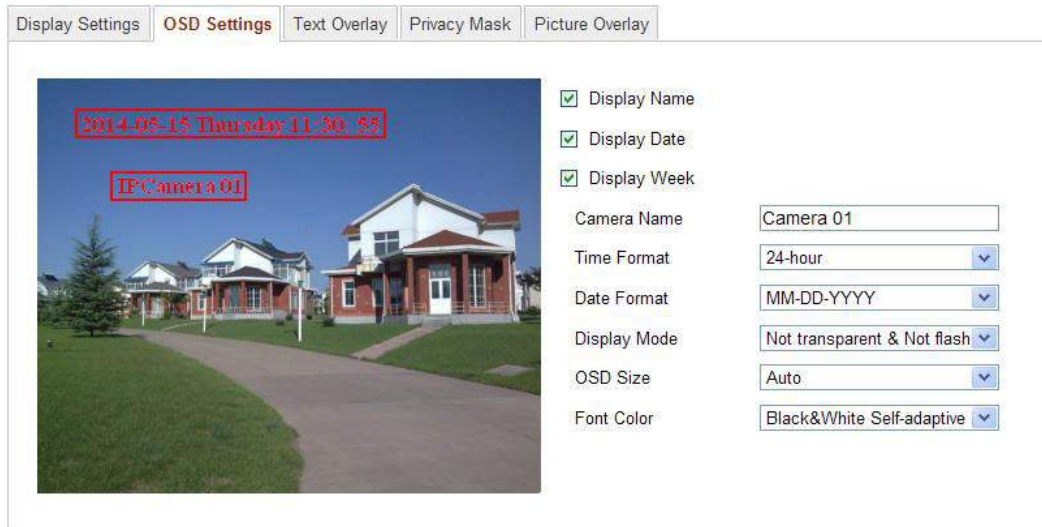 Display Settings OSD Settings Text Overlay Privacy Mask Picture Overlay
2014-05-15 Thursday 11:50: 55
IPCamera 01
Display Name
Display Date
Display Week
Camera Name Camera 01
Time Format 24-hour
Date Format MM-DD-YYYY
Display Mode Not transparent & Not flash
OSD Size Auto
Font Color Black&White Self-adaptive